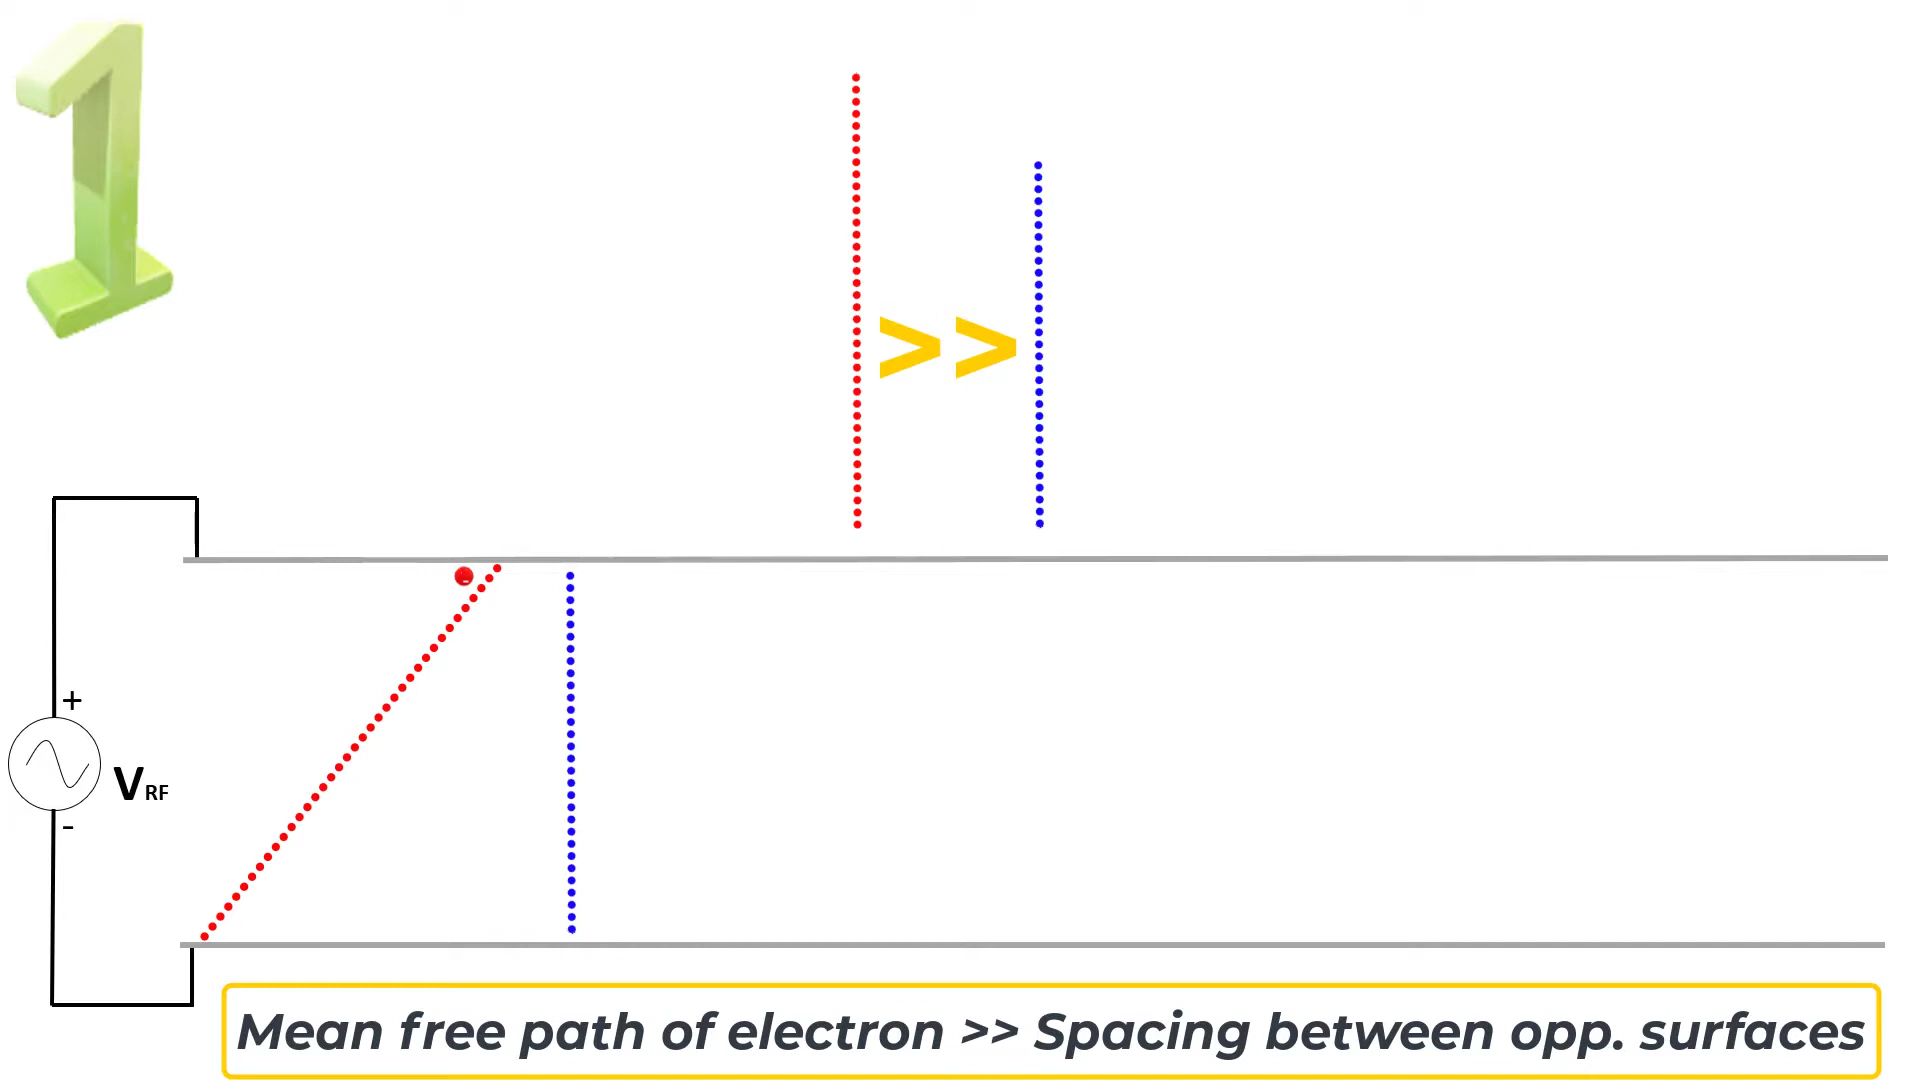 1
>>
+
VRF
-
-
Mean free path of electron >> Spacing between opp. surfaces